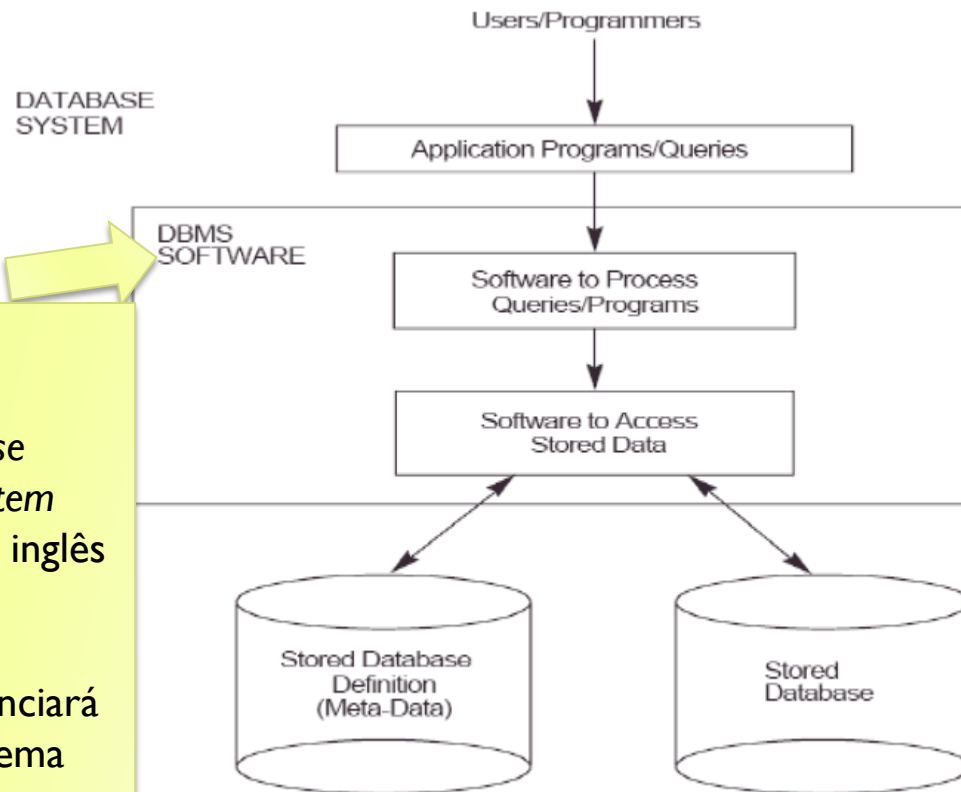 Users/Programmers
DATABASE
SYSTEM
Application Programs/Queries
DBMS
SOFTWARE
Software to Process
Queries/Programs
Software to Access
Stored Data
se
tem
inglês
nciará
ema
Stored Database
Definition
(Meta-Data)
Stored
Database